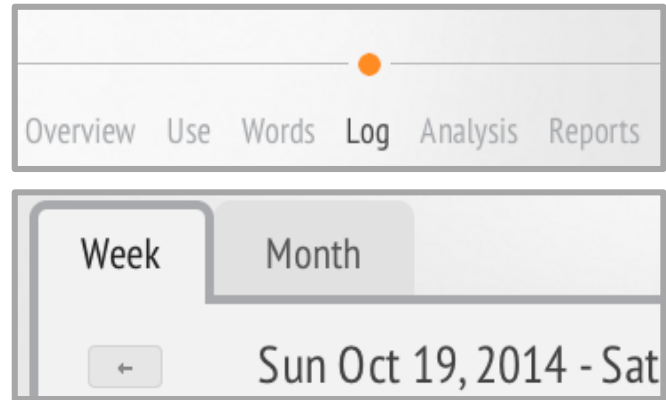 Overview Use Words Log Analysis Reports
Week Month
← Sun Oct 19, 2014 - Sat